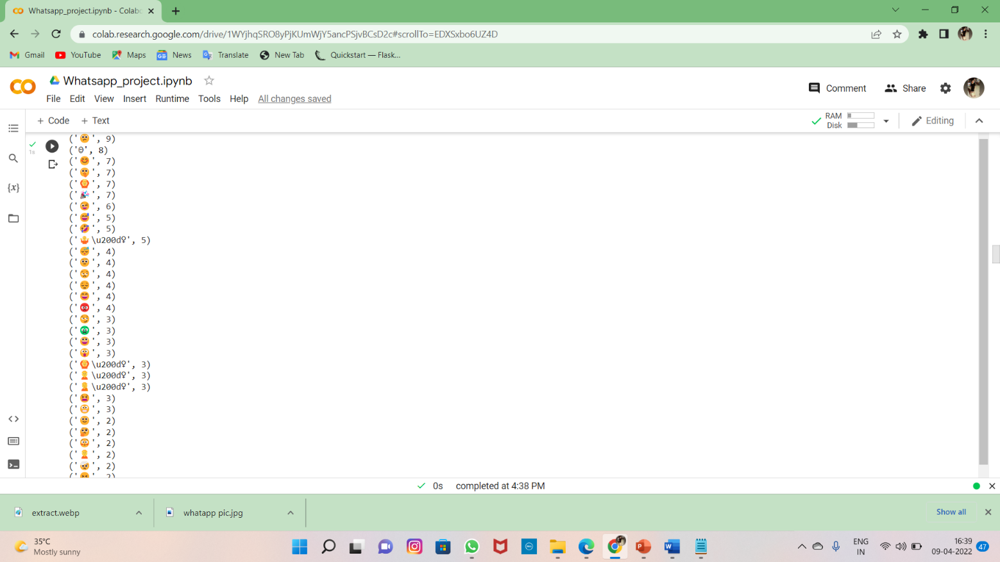 Whatsapp_project.ipynb - Colab
colab.research.google.com/drive/1WYjhqSRO8yPjKUmWjY5ancPSjvBCsD2c#scrollTo=EDXSxbo6UZ4D
Gmail
YouTube
Maps
News
Translate
New Tab
Quickstart — Flask...
Whatsapp_project.ipynb
Comment
Share
File Edit View Insert Runtime Tools Help All changes saved
+ Code + Text
RAM
Disk
Editing
1s
{x}
('😕', 9)
(' ', 8)
('😊', 7)
('🤫', 7)
('🙆', 7)
('🎉', 7)
('😅', 6)
('😅', 5)
('🤣', 5)
('🤷\u200d♀', 5)
('😴', 4)
(' ', 4)
(' ', 4)
('😔', 4)
('😄', 4)
('😡', 4)
('😏', 3)
(' ', 3)
('😀', 3)
('😲', 3)
('🙆\u200d♀', 3)
(' \u200d♀', 3)
(' \u200d♀', 3)
('😫', 3)
('😬', 3)
('🙂', 2)
('🤔', 2)
(' ', 2)
(' ', 2)
('🤕', 2)
(' ', 2)
0s completed at 4:38 PM
extract.webp
whatapp pic.jpg
Show all
35°C
Mostly sunny
ENG
IN
16:39
09-04-2022
47